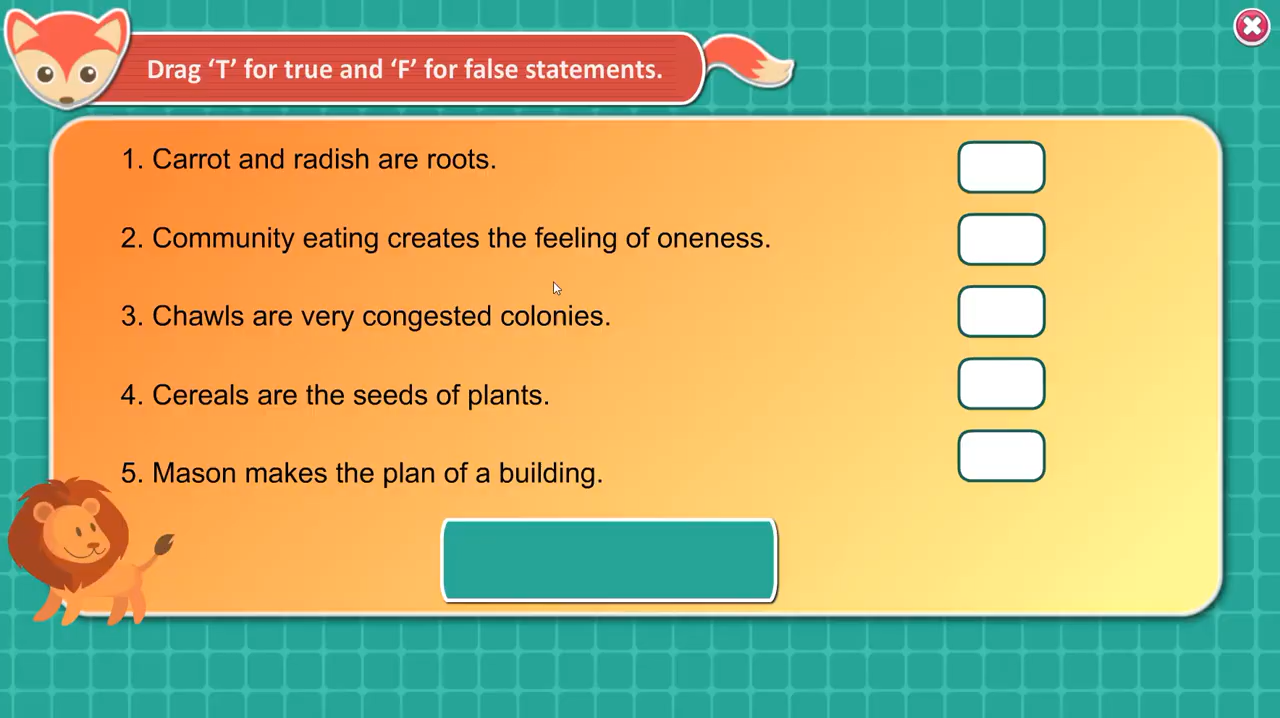 Drag ‘T’ for true and ‘F’ for false statements.
1. Carrot and radish are roots.
2. Community eating creates the feeling of oneness.
3. Chawls are very congested colonies.
4. Cereals are the seeds of plants.
5. Mason makes the plan of a building.